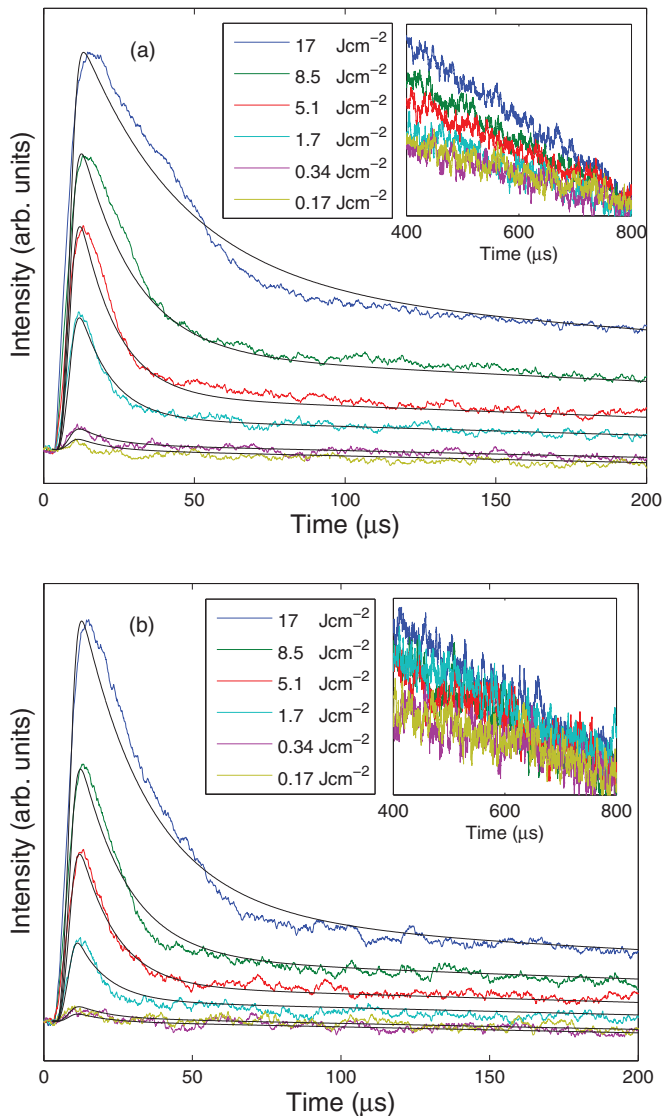 (a)
17 Jcm⁻²
8.5 Jcm⁻²
5.1 Jcm⁻²
1.7 Jcm⁻²
0.34 Jcm⁻²
0.17 Jcm⁻²
400 600 800
Time (μs)
Intensity (arb. units)
0 50 100 150 200
Time (μs)
(b)
17 Jcm⁻²
8.5 Jcm⁻²
5.1 Jcm⁻²
1.7 Jcm⁻²
0.34 Jcm⁻²
0.17 Jcm⁻²
400 600 800
Time (μs)
Intensity (arb. units)
0 50 100 150 200
Time (μs)